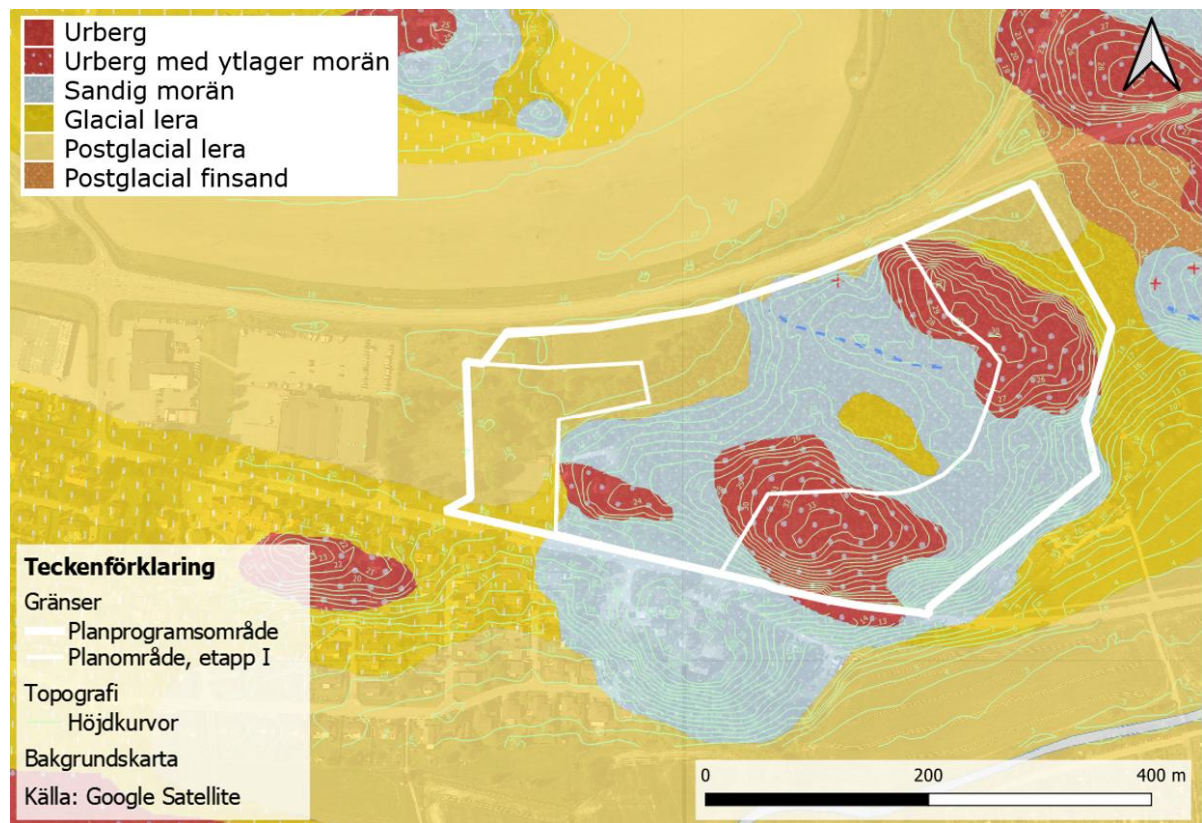 Urberg
Urberg med ytlager morän
Sandig morän
Glacial lera
Postglacial lera
Postglacial finsand
Teckenförklaring
Gränser
Planprogramsområde
Planområde, etapp I
Topografi
Höjdkurvor
Bakgrundskarta
Källa: Google Satellite
0 200 400 m